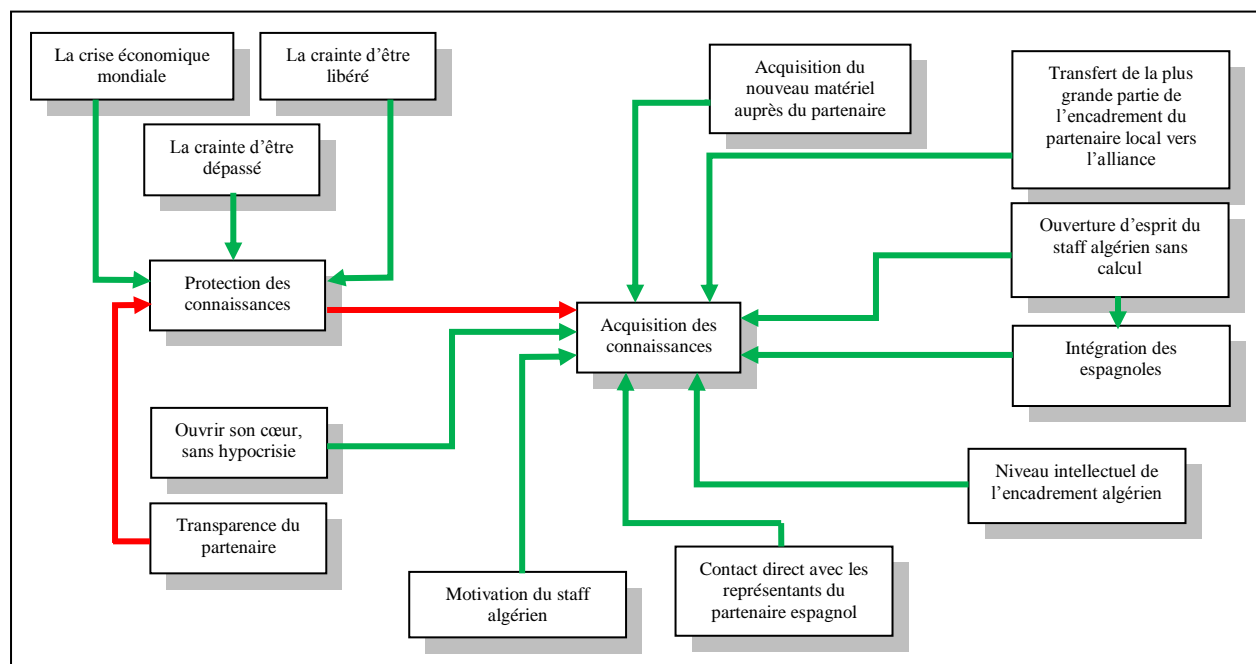 La crise économique
mondiale
La crainte d'être
libéré
La crainte d'être
dépassé
Acquisition du
nouveau matériel
auprès du partenaire
Transfert de la plus
grande partie de
l'encadrement du
partenaire local vers
l'alliance
Ouverture d'esprit du
staff algérien sans
calcul
Protection des
connaissances
Acquisition des
connaissances
Intégration des
espagnoles
Ouvrir son cœur,
sans hypocrisie
Niveau intellectuel de
l'encadrement algérien
Transparence du
partenaire
Motivation du staff
algérien
Contact direct avec les
représentants du
partenaire espagnol